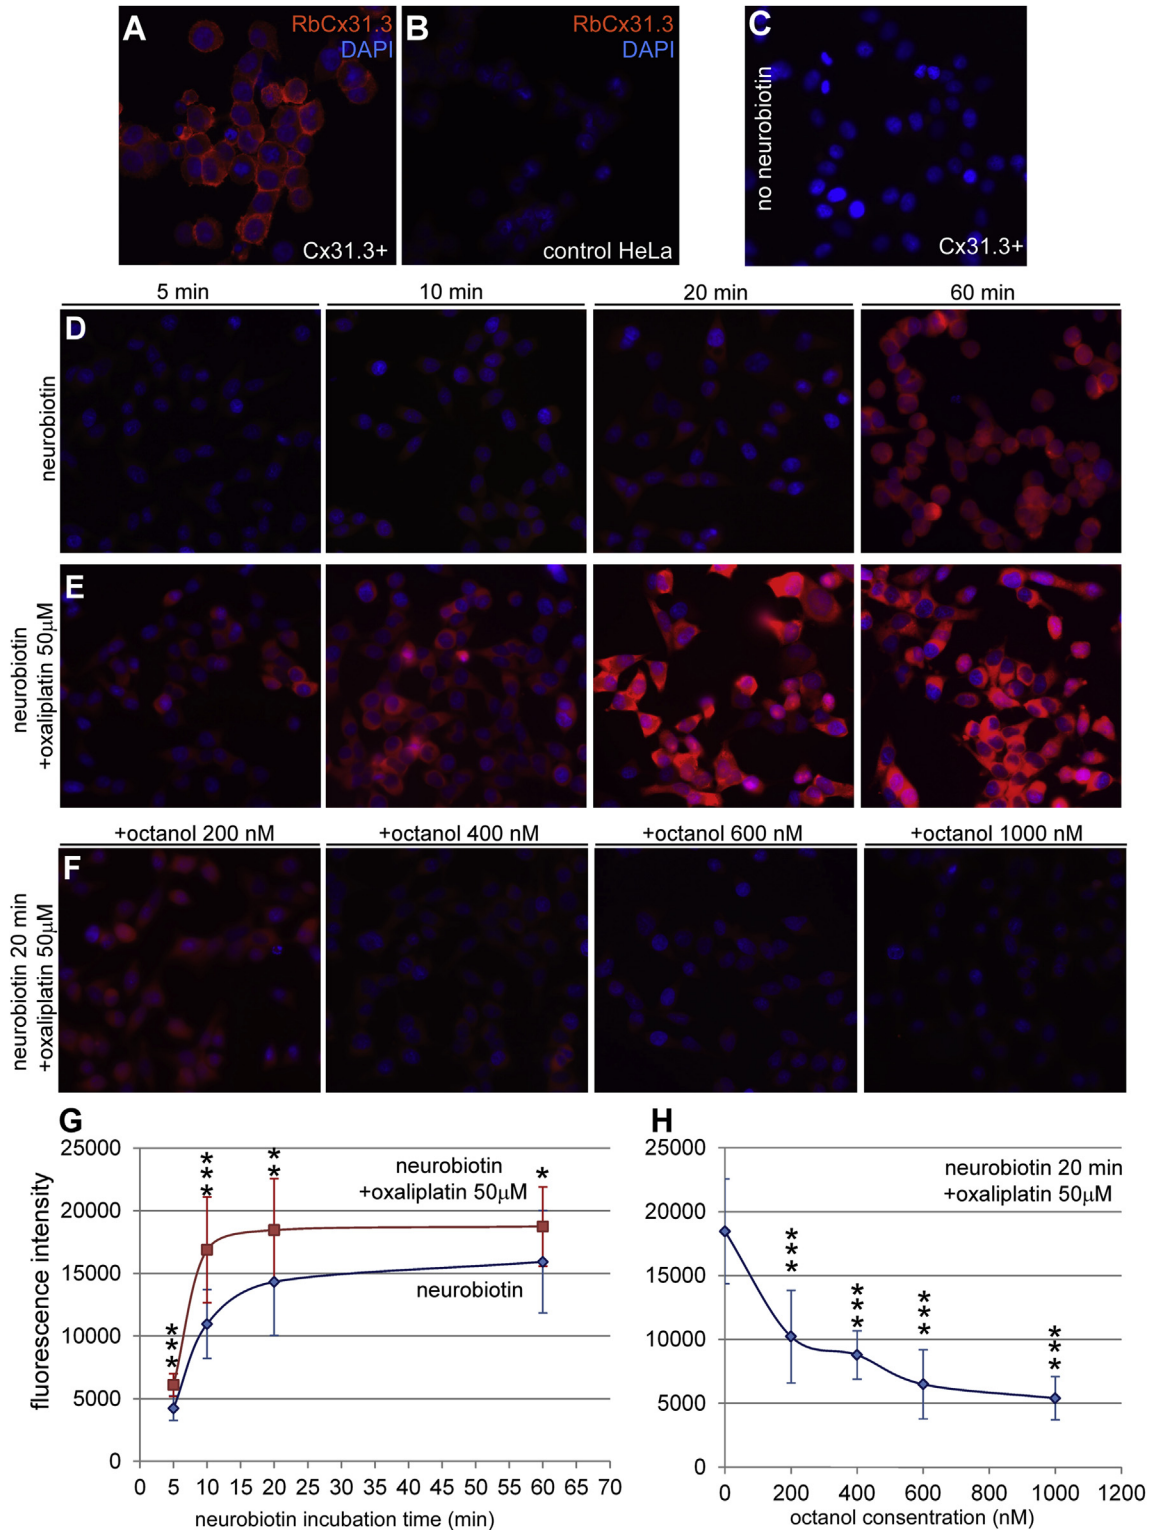 A
RbCx31.3
DAPI
Cx31.3+
B
RbCx31.3
DAPI
control HeLa
C
no neurobiotin
Cx31.3+
5 min
10 min
20 min
60 min
D
neurobiotin
E
neurobiotin
+oxaliplatin 50µM
+octanol 200 nM
+octanol 400 nM
+octanol 600 nM
+octanol 1000 nM
F
neurobiotin 20 min
+oxaliplatin 50µM
G
fluorescence intensity
25000
20000
15000
10000
5000
0
***
***
**
*
neurobiotin
+oxaliplatin 50µM
neurobiotin
0 5 10 15 20 25 30 35 40 45 50 55 60 65 70
neurobiotin incubation time (min)
H
25000
20000
15000
10000
5000
0
neurobiotin 20 min
+oxaliplatin 50µM
***
***
***
***
0 200 400 600 800 1000 1200
octanol consentration (nM)